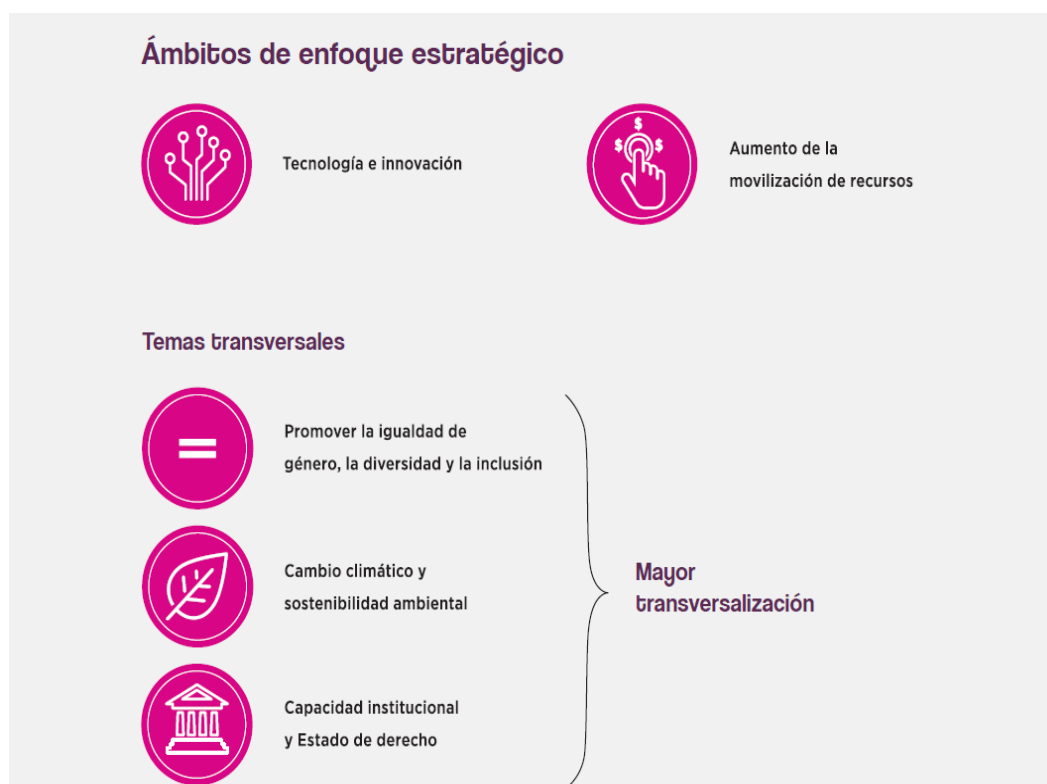 Ámbitos de enfoque estratégico
Tecnología e innovación
$
$ $
Aumento de la
movilización de recursos
Temas transversales
=
Promover la igualdad de
género, la diversidad y la inclusión
Cambio climático y
sostenibilidad ambiental
Mayor
transversalización
Capacidad institucional
y Estado de derecho